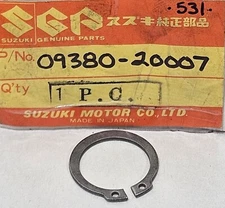 ·531·
SGP スズキ純正部品
SUZUKI GENUINE PARTS
P/No. 09380-20007
Q'ty 1 P.C.
SUZUKI MOTOR CO., LTD.
MADE IN JAPAN